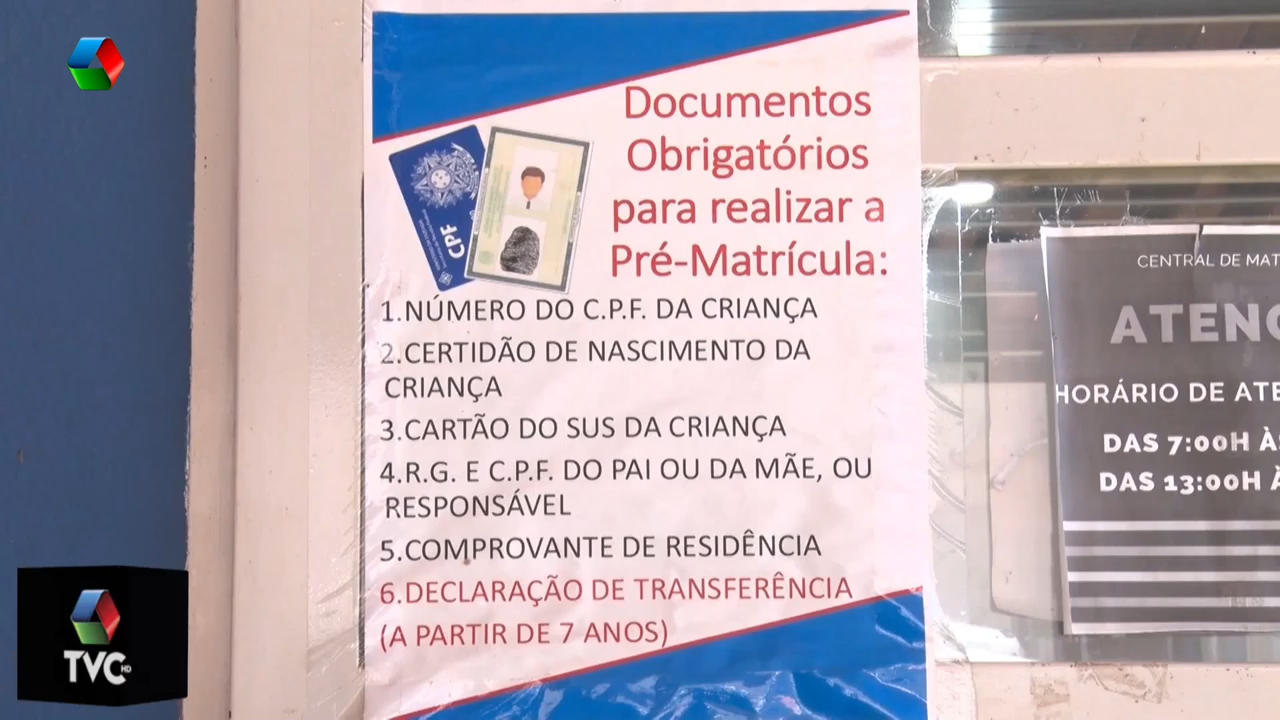 Documentos
Obrigatórios
para realizar a
Pré-Matrícula:
CPF
1.NÚMERO DO C.P.F. DA CRIANÇA
2.CERTIDÃO DE NASCIMENTO DA
CRIANÇA
3.CARTÃO DO SUS DA CRIANÇA
4.R.G. E C.P.F. DO PAI OU DA MÃE, OU
RESPONSÁVEL
5.COMPROVANTE DE RESIDÊNCIA
6.DECLARAÇÃO DE TRANSFERÊNCIA
(A PARTIR DE 7 ANOS)
CENTRAL DE MAT
ATENÇ
HORÁRIO DE ATE
DAS 7:00H À
DAS 13:00H À
TVC HD